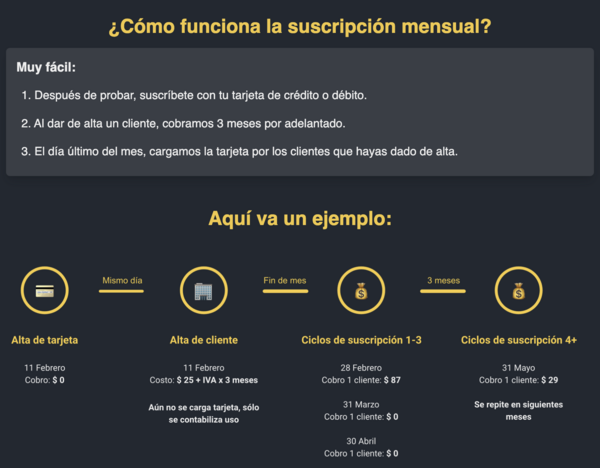 ¿Cómo funciona la suscripción mensual?
Muy fácil:
1. Después de probar, suscríbete con tu tarjeta de crédito o débito.
2. Al dar de alta un cliente, cobramos 3 meses por adelantado.
3. El día último del mes, cargamos la tarjeta por los clientes que hayas dado de alta.
Aquí va un ejemplo:
Mismo día
Fin de mes
3 meses
Alta de tarjeta
11 Febrero
Cobro: $ 0
Alta de cliente
11 Febrero
Costo: $ 25 + IVA x 3 meses
Aún no se carga tarjeta, sólo
se contabiliza uso
Ciclos de suscripción 1-3
28 Febrero
Cobro 1 cliente: $ 87
31 Marzo
Cobro 1 cliente: $ 0
30 Abril
Cobro 1 cliente: $ 0
Ciclos de suscripción 4+
31 Mayo
Cobro 1 cliente: $ 29
Se repite en siguientes
meses